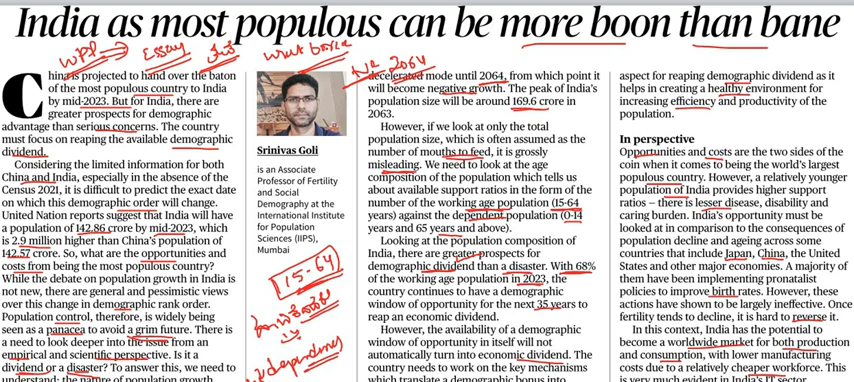 India as most populous can be more boon than bane
China is projected to hand over the baton
of the most populous country to India
by mid-2023. But for India, there are
greater prospects for demographic
advantage than serious concerns. The country
must focus on reaping the available demographic
dividend.
Considering the limited information for both
China and India, especially in the absence of the
Census 2021, it is difficult to predict the exact date
on which this demographic order will change.
United Nation reports suggest that India will have
a population of 142.86 crore by mid-2023, which
is 2.9 million higher than China's population of
142.57 crore. So, what are the opportunities and
costs from being the most populous country?
While the debate on population growth in India is
not new, there are general and pessimistic views
over this change in demographic rank order.
Population control, therefore, is widely being
seen as a panacea to avoid a grim future. There is
a need to look deeper into the issue from an
empirical and scientific perspective. Is it a
dividend or a disaster? To answer this, we need to
understand: the nature of population growth
Essay
Srinivas Goli
is an Associate
Professor of Fertility
and Social
Demography at the
International Institute
for Population
Sciences (IIPS),
Mumbai
15-64
dependency
2064
decelerated mode until 2064, from which point it
will become negative growth. The peak of India's
population size will be around 169.6 crore in
2063.
However, if we look at only the total
population size, which is often assumed as the
number of mouths to feed, it is grossly
misleading. We need to look at the age
composition of the population which tells us
about available support ratios in the form of the
number of the working age population (15-64
years) against the dependent population (0-14
years and 65 years and above).
Looking at the population composition of
India, there are greater prospects for
demographic dividend than a disaster. With 68%
of the working age population in 2023, the
country continues to have a demographic
window of opportunity for the next 35 years to
reap an economic dividend.
However, the availability of a demographic
window of opportunity in itself will not
automatically turn into economic dividend. The
country needs to work on the key mechanisms
which translate a demographic bonus into
aspect for reaping demographic dividend as it
helps in creating a healthy environment for
increasing efficiency and productivity of the
population.
In perspective
Opportunities and costs are the two sides of the
coin when it comes to being the world's largest
populous country. However, a relatively younger
population of India provides higher support
ratios – there is lesser disease, disability and
caring burden. India's opportunity must be
looked at in comparison to the consequences of
population decline and ageing across some
countries that include Japan, China, the United
States and other major economies. A majority of
them have been implementing pronatalist
policies to improve birth rates. However, these
actions have shown to be largely ineffective. Once
fertility tends to decline, it is hard to reverse it.
In this context, India has the potential to
become a worldwide market for both production
and consumption, with lower manufacturing
costs due to a relatively cheaper workforce. This
is very much evident in India's IT sector.